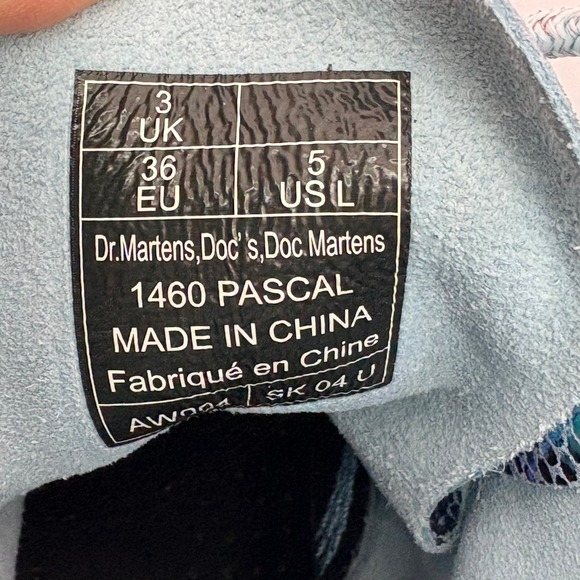 3
UK
36
EU
5
US L
Dr.Martens,Doc's,Doc Martens
1460 PASCAL
MADE IN CHINA
Fabriqué en Chine
SK 04 U